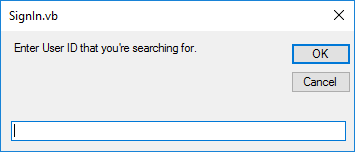 SignIn.vb
Enter User ID that you're searching for.
OK
Cancel